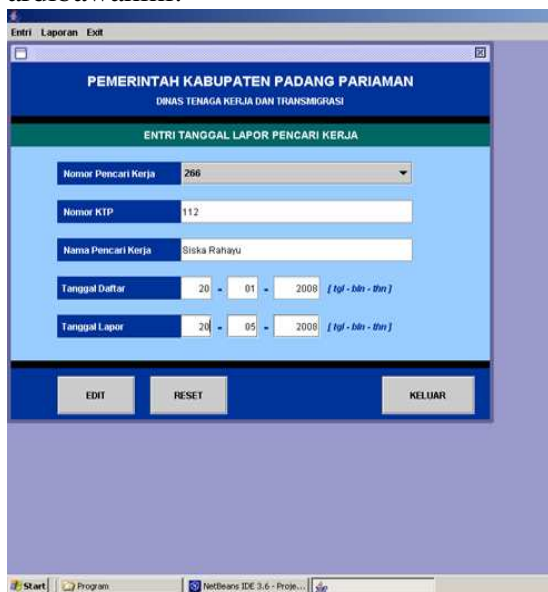 Entri Laporan Exit
PEMERINTAH KABUPATEN PADANG PARIAMAN
DINAS TENAGA KERJA DAN TRANSMIGRASI
ENTRI TANGGAL LAPOR PENCARI KERJA
Nomor Pencari Kerja 266
Nomor KTP 112
Nama Pencari Kerja Siska Rahayu
Tanggal Daftar 20 - 01 - 2008 [ tgl - bln - thn ]
Tanggal Lapor 20 - 05 - 2008 [ tgl - bln - thn ]
EDIT RESET KELUAR
Start Program NetBeans IDE 3.6 - Proje...